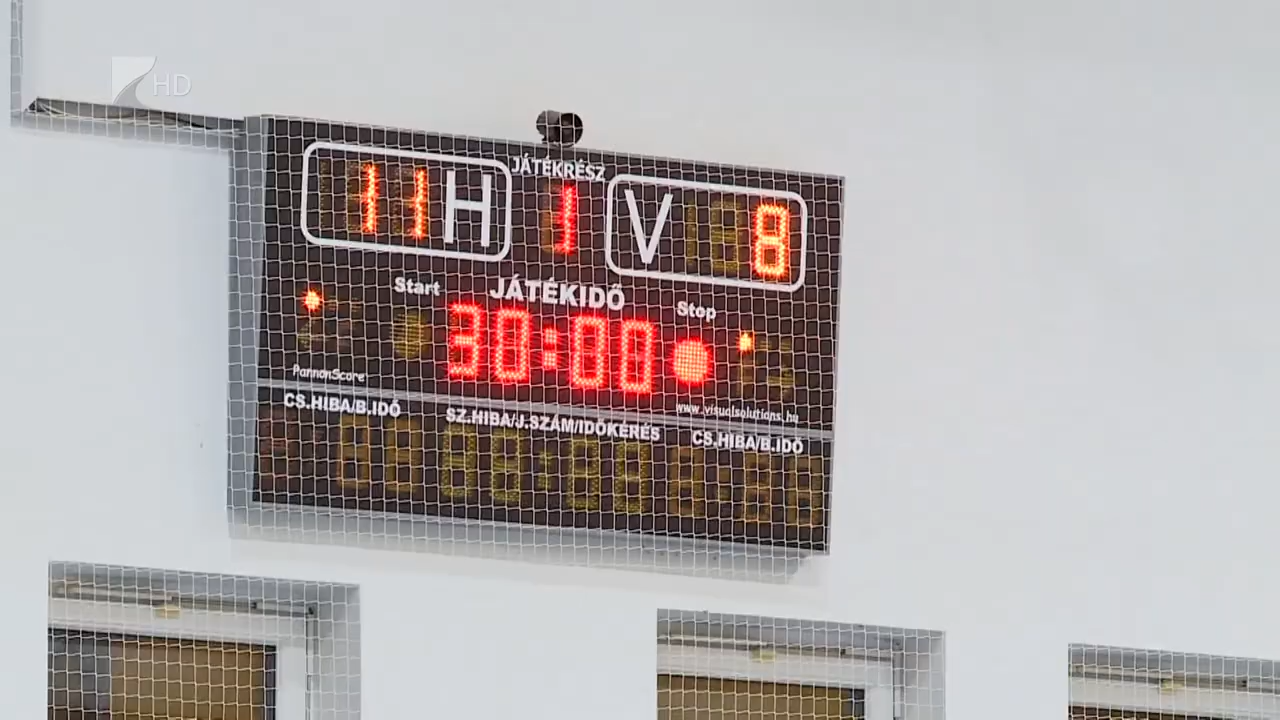 HD
JÁTÉKRÉSZ
11 H 1 V 8
Start JÁTÉKIDŐ Stop
30:00
PannonScore
www.visualsolutions.hu
CS.HIBA/B.IDŐ SZ.HIBA/J.SZÁM/IDŐKÉRÉS CS.HIBA/B.IDŐ